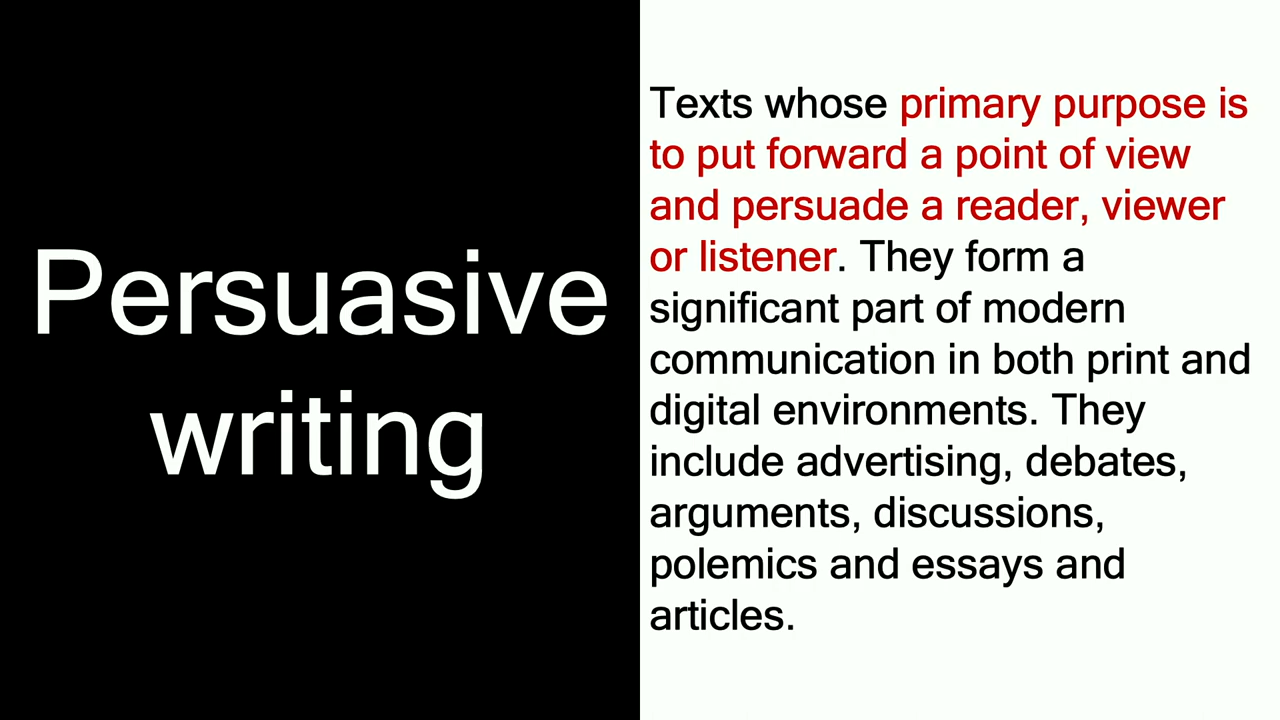 Persuasive
writing
Texts whose primary purpose is
to put forward a point of view
and persuade a reader, viewer
or listener. They form a
significant part of modern
communication in both print and
digital environments. They
include advertising, debates,
arguments, discussions,
polemics and essays and
articles.